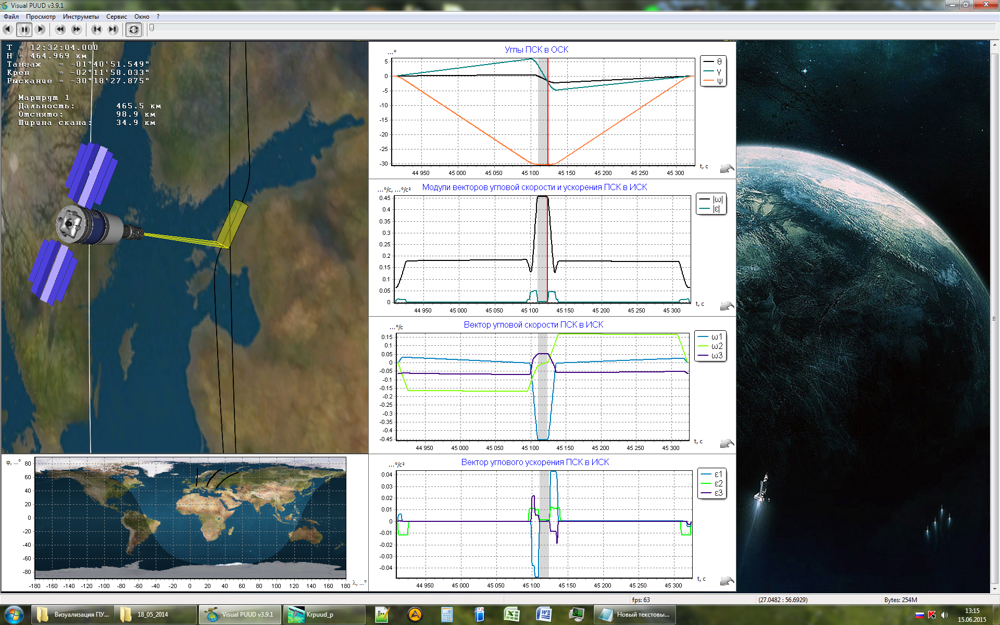 Visual PUUD v3.9.1
Файл Просмотр Инструменты Сервис Окно ?
T = 12:32:04.000
H = 464.969 км
Тангаж = -01°40'51.549"
Крен = -02°11'58.033"
Рыскание = -30°18'27.875"
Маршрут 1
Дальность: 465.5 км
Отснято: 98.9 км
Ширина скана: 34.9 км
Углы ПСК в ОСК
...°
5
0
-5
-10
-15
-20
-25
-30
44 950 45 000 45 050 45 100 45 150 45 200 45 250 45 300
t, c
θ
γ
ψ
Модули векторов угловой скорости и ускорения ПСК в ИСК
...°/c, ...°/c²
0.45
0.4
0.35
0.3
0.25
0.2
0.15
0.1
0.05
0
44 950 45 000 45 050 45 100 45 150 45 200 45 250 45 300
t, c
|ω|
|ε|
Вектор угловой скорости ПСК в ИСК
...°/c
0.15
0.1
0.05
0
-0.05
-0.1
-0.15
-0.2
-0.25
-0.3
-0.35
-0.4
-0.45
44 950 45 000 45 050 45 100 45 150 45 200 45 250 45 300
t, c
ω1
ω2
ω3
Вектор углового ускорения ПСК в ИСК
...°/c²
0.04
0.03
0.02
0.01
0
-0.01
-0.02
-0.03
-0.04
44 950 45 000 45 050 45 100 45 150 45 200 45 250 45 300
t, c
ε1
ε2
ε3
φ, ...°
80
60
40
20
0
-20
-40
-60
-80
-180 -160 -140 -120 -100 -80 -60 -40 -20 0 20 40 60 80 100 120 140 160 180
λ, ...°
fps: 63
(27.0482 : 56.6929)
Bytes: 254M
Визуализация ПУ...
18_05_2014
Visual PUUD v3.9.1
Krpuud_p
Новый текстовы...
13:15
15.06.2015